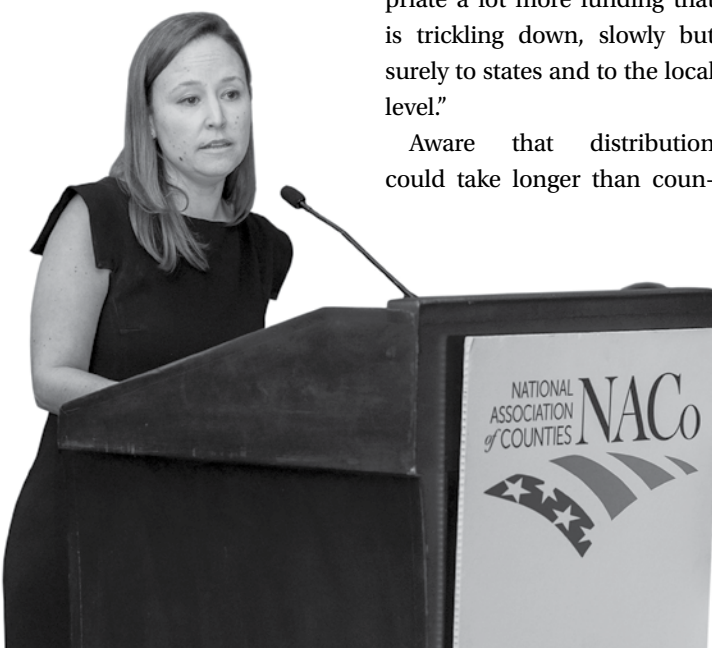 priate a lot more funding that
is trickling down, slowly but
surely to states and to the local
level.”
Aware that distribution
could take longer than coun-
NATIONAL
ASSOCIATION
of COUNTIES NACo